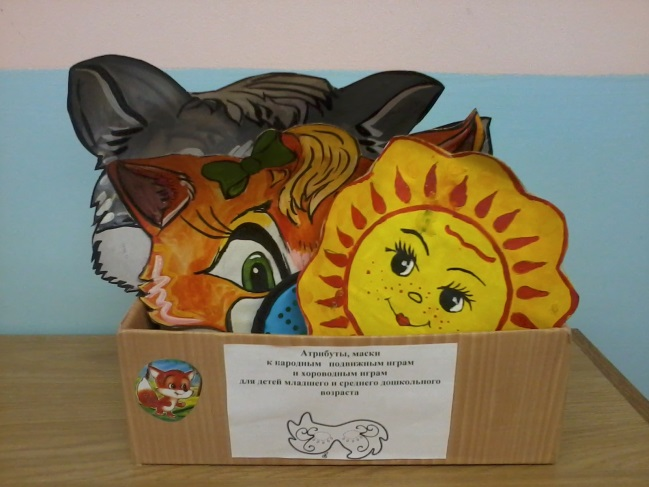 Атрибуты, маски
к народным подвижным играм
и хороводным играм
для детей младшего и среднего дошкольного
возраста